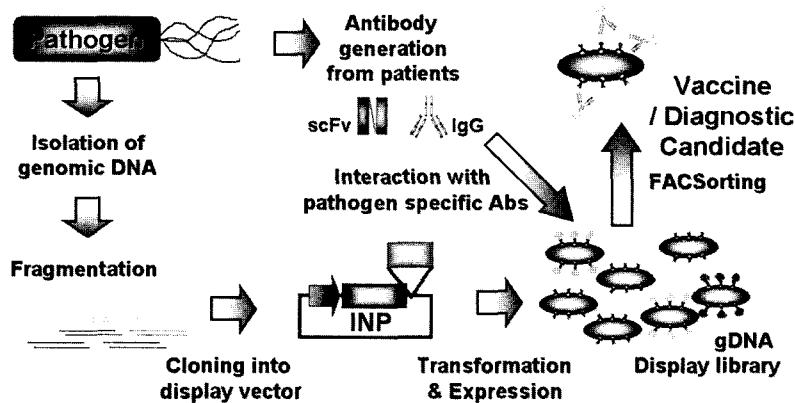 Pathogen
Antibody
generation
from patients
scFv
IgG
Vaccine
/ Diagnostic
Candidate
Isolation of
genomic DNA
Interaction with
pathogen specific Abs
FACSorting
Fragmentation
INP
gDNA
Display library
Cloning into
display vector
Transformation
& Expression